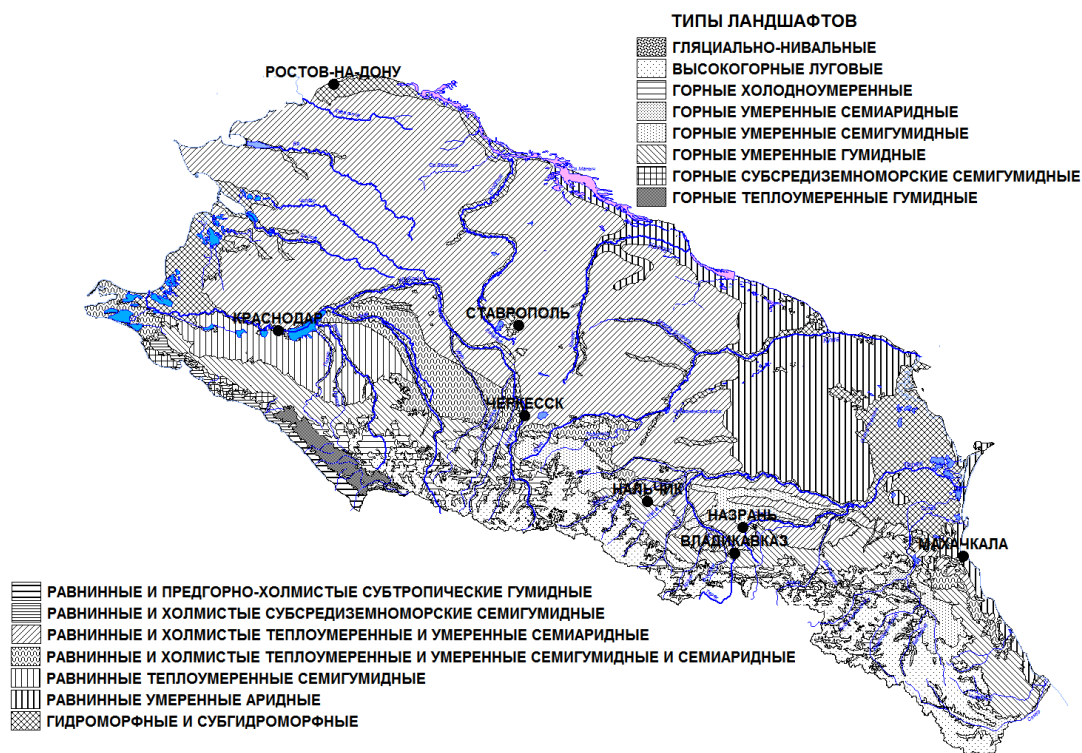 ТИПЫ ЛАНДШАФТОВ
ГЛЯЦИАЛЬНО-НИВАЛЬНЫЕ
ВЫСОКОГОРНЫЕ ЛУГОВЫЕ
ГОРНЫЕ ХОЛОДНОУМЕРЕННЫЕ
ГОРНЫЕ УМЕРЕННЫЕ СЕМИАРИДНЫЕ
ГОРНЫЕ УМЕРЕННЫЕ СЕМИГУМИДНЫЕ
ГОРНЫЕ УМЕРЕННЫЕ ГУМИДНЫЕ
ГОРНЫЕ СУБСРЕДИЗЕМНОМОРСКИЕ СЕМИГУМИДНЫЕ
ГОРНЫЕ ТЕПЛОУМЕРЕННЫЕ ГУМИДНЫЕ
РОСТОВ-НА-ДОНУ
КРАСНОДАР
СТАВРОПОЛЬ
ЧЕРКЕССК
НАЛЬЧИК
НАЗРАНЬ
ВЛАДИКАВКАЗ
МАХАЧКАЛА
РАВНИННЫЕ И ПРЕДГОРНО-ХОЛМИСТЫЕ СУБТРОПИЧЕСКИЕ ГУМИДНЫЕ
РАВНИННЫЕ И ХОЛМИСТЫЕ СУБСРЕДИЗЕМНОМОРСКИЕ СЕМИГУМИДНЫЕ
РАВНИННЫЕ И ХОЛМИСТЫЕ ТЕПЛОУМЕРЕННЫЕ И УМЕРЕННЫЕ СЕМИАРИДНЫЕ
РАВНИННЫЕ И ХОЛМИСТЫЕ ТЕПЛОУМЕРЕННЫЕ И УМЕРЕННЫЕ СЕМИГУМИДНЫЕ И СЕМИАРИДНЫЕ
РАВНИННЫЕ ТЕПЛОУМЕРЕННЫЕ СЕМИГУМИДНЫЕ
РАВНИННЫЕ УМЕРЕННЫЕ АРИДНЫЕ
ГИДРОМОРФНЫЕ И СУБГИДРОМОРФНЫЕ